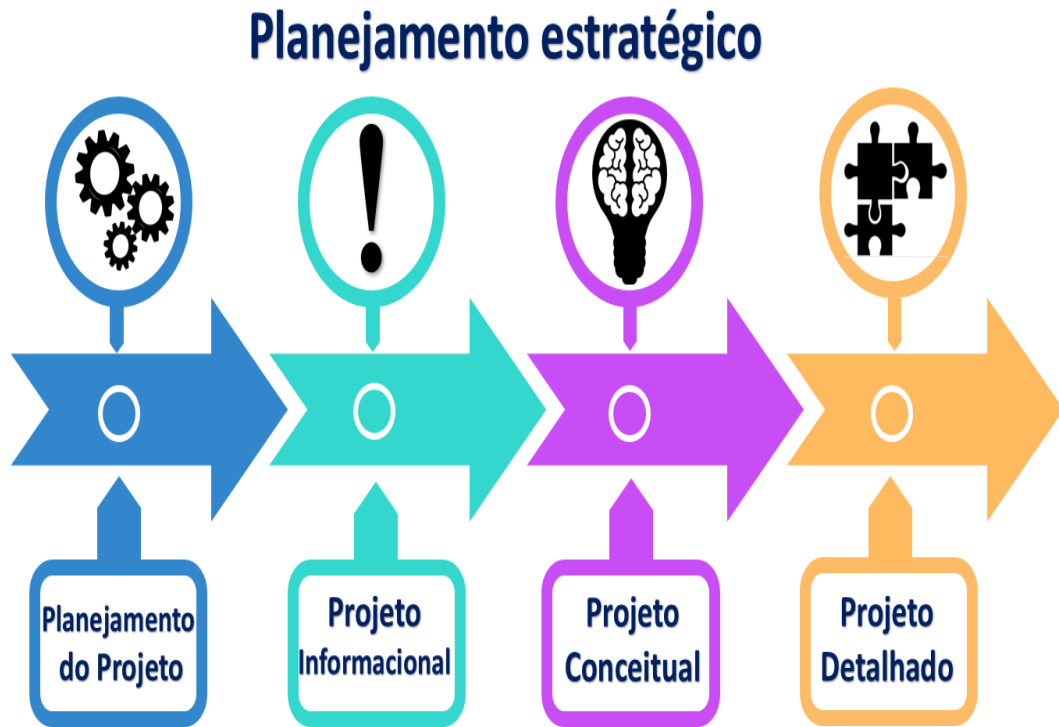 Planejamento estratégico
Planejamento
do Projeto
Projeto
Informacional
Projeto
Conceitual
Projeto
Detalhado